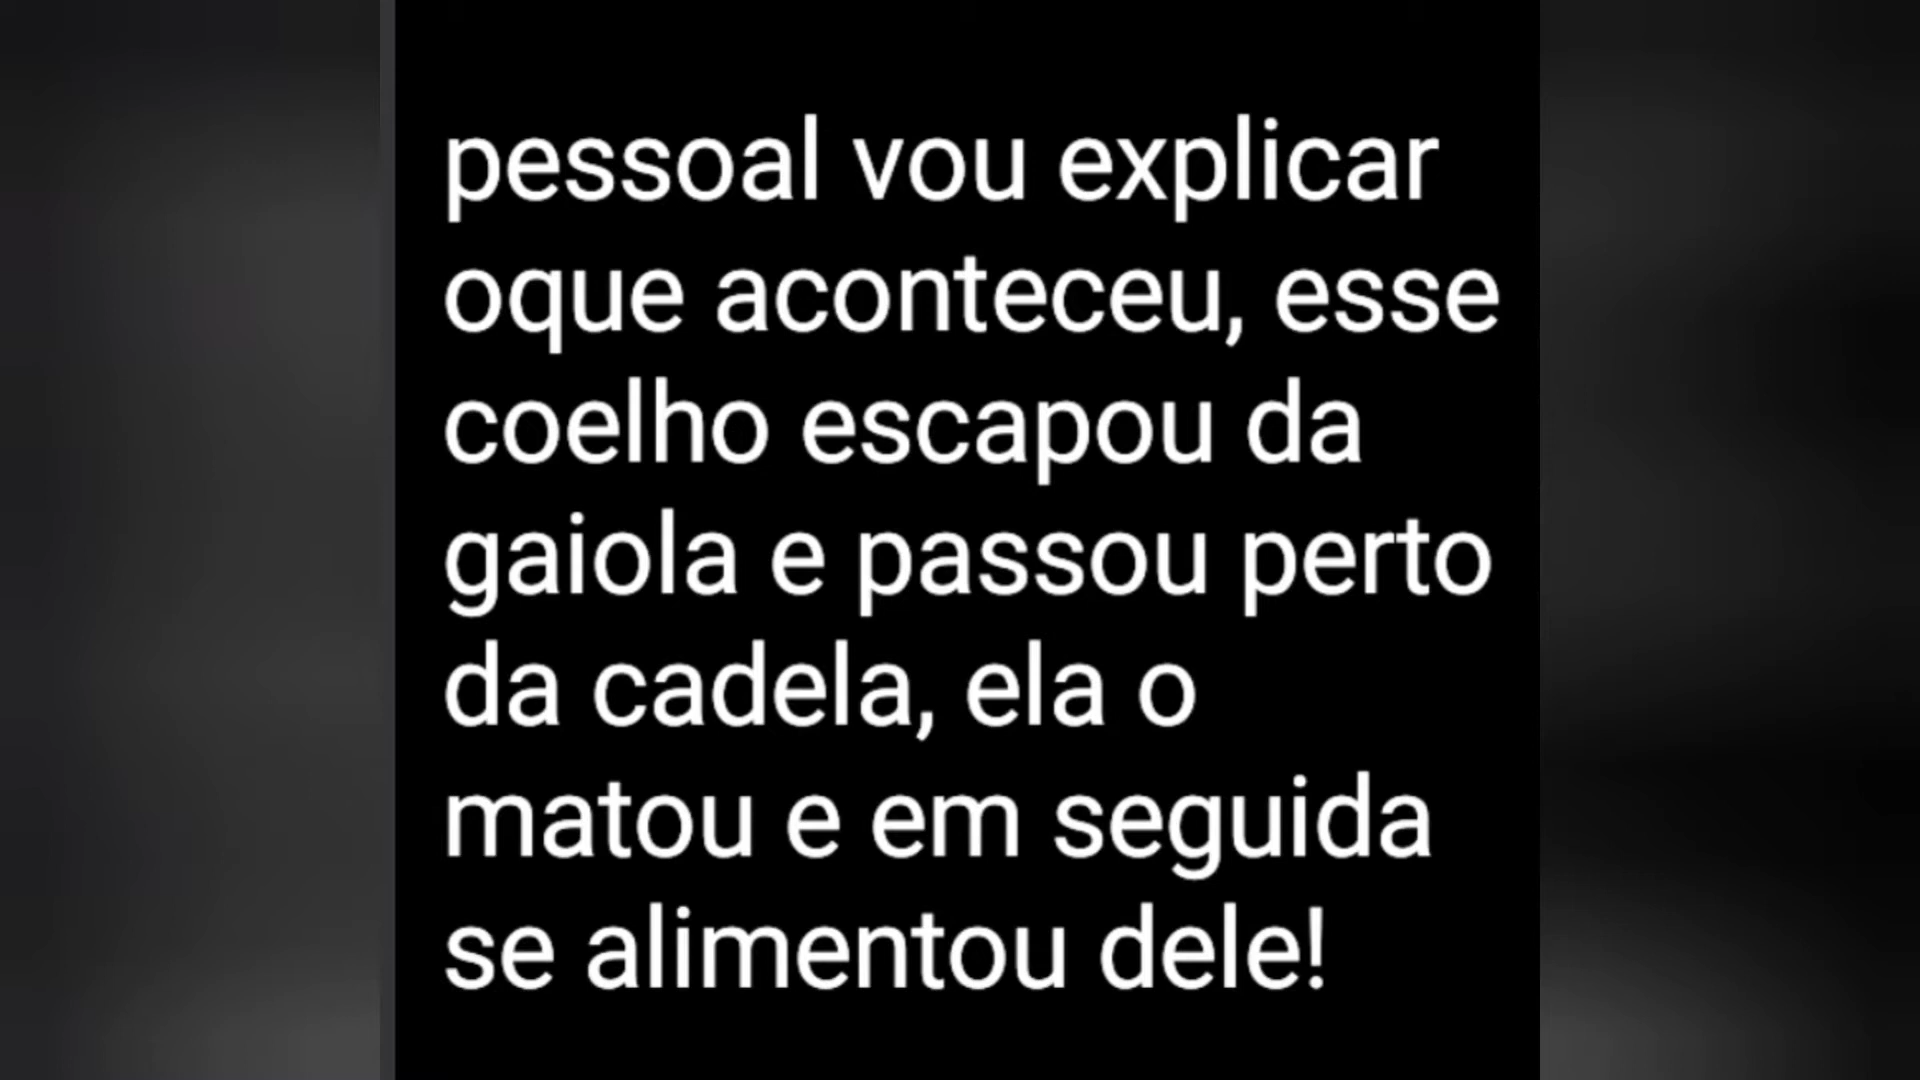 pessoal vou explicar
oque aconteceu, esse
coelho escapou da
gaiola e passou perto
da cadela, ela o
matou e em seguida
se alimentou dele!